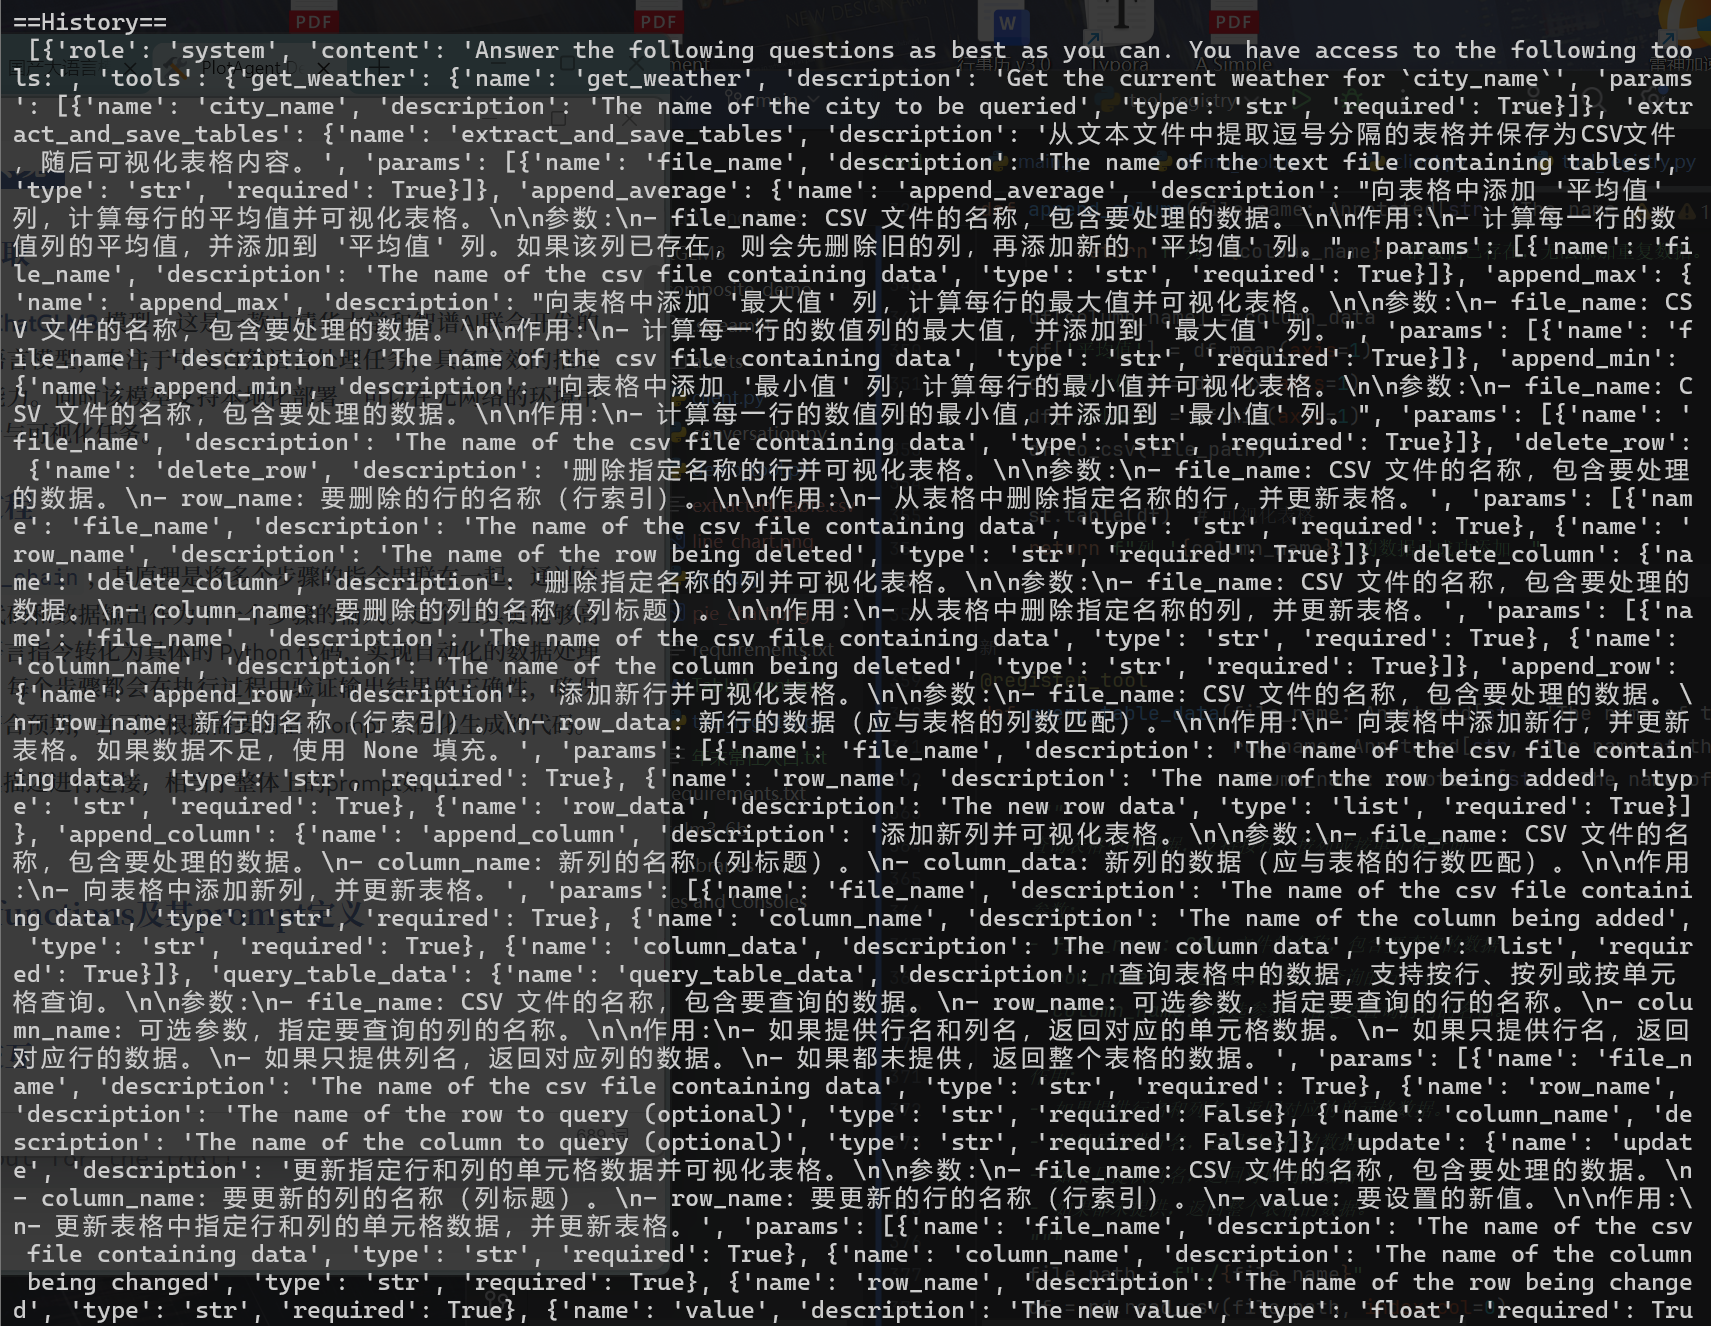 ==History==
[{'role': 'system', 'content': 'Answer the following questions as best as you can. You have access to the following too
ls:', 'tools': {'get_weather': {'name': 'get_weather', 'description': 'Get the current weather for `city_name`', 'params
': [{'name': 'city_name', 'description': 'The name of the city to be queried', 'type': 'str', 'required': True}]}, 'extr
act_and_save_tables': {'name': 'extract_and_save_tables', 'description': '从文本文件中提取逗号分隔的表格并保存为CSV文件
，随后可视化表格内容。', 'params': [{'name': 'file_name', 'description': 'The name of the text file containing tables',
'type': 'str', 'required': True}]}, 'append_average': {'name': 'append_average', 'description': "向表格中添加 '平均值'
列，计算每行的平均值并可视化表格。\n\n参数:\n- file_name: CSV 文件的名称，包含要处理的数据。\n\n作用:\n- 计算每一行的数
值列的平均值，并添加到 '平均值' 列。如果该列已存在，则会先删除旧的列，再添加新的 '平均值' 列。", 'params': [{'name': 'fi
le_name', 'description': 'The name of the csv file containing data', 'type': 'str', 'required': True}]}, 'append_max': {
'name': 'append_max', 'description': "向表格中添加 '最大值' 列，计算每行的最大值并可视化表格。\n\n参数:\n- file_name: CS
V 文件的名称，包含要处理的数据。\n\n作用:\n- 计算每一行的数值列的最大值，并添加到 '最大值' 列。", 'params': [{'name': 'f
ile_name', 'description': 'The name of the csv file containing data', 'type': 'str', 'required': True}]}, 'append_min':
{'name': 'append_min', 'description': "向表格中添加 '最小值' 列，计算每行的最小值并可视化表格。\n\n参数:\n- file_name: C
SV 文件的名称，包含要处理的数据。\n\n作用:\n- 计算每一行的数值列的最小值，并添加到 '最小值' 列。", 'params': [{'name': '
file_name', 'description': 'The name of the csv file containing data', 'type': 'str', 'required': True}]}, 'delete_row':
{'name': 'delete_row', 'description': '删除指定名称的行并可视化表格。\n\n参数:\n- file_name: CSV 文件的名称，包含要处理
的数据。\n- row_name: 要删除的行的名称（行索引）。\n\n作用:\n- 从表格中删除指定名称的行，并更新表格。', 'params': [{'nam
e': 'file_name', 'description': 'The name of the csv file containing data', 'type': 'str', 'required': True}, {'name': '
row_name', 'description': 'The name of the row being deleted', 'type': 'str', 'required': True}]}, 'delete_column': {'na
me': 'delete_column', 'description': '删除指定名称的列并可视化表格。\n\n参数:\n- file_name: CSV 文件的名称，包含要处理的
数据。\n- column_name: 要删除的列的名称（列标题）。\n\n作用:\n- 从表格中删除指定名称的列，并更新表格。', 'params': [{'na
me': 'file_name', 'description': 'The name of the csv file containing data', 'type': 'str', 'required': True}, {'name':
'column_name', 'description': 'The name of the column being deleted', 'type': 'str', 'required': True}]}, 'append_row':
{'name': 'append_row', 'description': '添加新行并可视化表格。\n\n参数:\n- file_name: CSV 文件的名称，包含要处理的数据。\
n- row_name: 新行的名称（行索引）。\n- row_data: 新行的数据（应与表格的列数匹配）。\n\n作用:\n- 向表格中添加新行，并更新
表格。如果数据不足，使用 None 填充。', 'params': [{'name': 'file_name', 'description': 'The name of the csv file contain
ing data', 'type': 'str', 'required': True}, {'name': 'row_name', 'description': 'The name of the row being added', 'typ
e': 'str', 'required': True}, {'name': 'row_data', 'description': 'The new row data', 'type': 'list', 'required': True}]
}, 'append_column': {'name': 'append_column', 'description': '添加新列并可视化表格。\n\n参数:\n- file_name: CSV 文件的名
称，包含要处理的数据。\n- column_name: 新列的名称（列标题）。\n- column_data: 新列的数据（应与表格的行数匹配）。\n\n作用
:\n- 向表格中添加新列，并更新表格。', 'params': [{'name': 'file_name', 'description': 'The name of the csv file containi
ng data', 'type': 'str', 'required': True}, {'name': 'column_name', 'description': 'The name of the column being added',
'type': 'str', 'required': True}, {'name': 'column_data', 'description': 'The new column data', 'type': 'list', 'requir
ed': True}]}, 'query_table_data': {'name': 'query_table_data', 'description': '查询表格中的数据，支持按行、按列或按单元
格查询。\n\n参数:\n- file_name: CSV 文件的名称，包含要查询的数据。\n- row_name: 可选参数，指定要查询的行的名称。\n- colu
mn_name: 可选参数，指定要查询的列的名称。\n\n作用:\n- 如果提供行名和列名，返回对应的单元格数据。\n- 如果只提供行名，返回
对应行的数据。\n- 如果只提供列名，返回对应列的数据。\n- 如果都未提供，返回整个表格的数据。', 'params': [{'name': 'file_n
ame', 'description': 'The name of the csv file containing data', 'type': 'str', 'required': True}, {'name': 'row_name',
'description': 'The name of the row to query (optional)', 'type': 'str', 'required': False}, {'name': 'column_name', 'de
scription': 'The name of the column to query (optional)', 'type': 'str', 'required': False}]}, 'update': {'name': 'updat
e', 'description': '更新指定行和列的单元格数据并可视化表格。\n\n参数:\n- file_name: CSV 文件的名称，包含要处理的数据。\n
- column_name: 要更新的列的名称（列标题）。\n- row_name: 要更新的行的名称（行索引）。\n- value: 要设置的新值。\n\n作用:\
n- 更新表格中指定行和列的单元格数据，并更新表格。', 'params': [{'name': 'file_name', 'description': 'The name of the csv
file containing data', 'type': 'str', 'required': True}, {'name': 'column_name', 'description': 'The name of the column
being changed', 'type': 'str', 'required': True}, {'name': 'row_name', 'description': 'The name of the row being change
d', 'type': 'str', 'required': True}, {'name': 'value', 'description': 'The new value', 'type': 'float', 'required': Tru
PDF
PDF
PDF